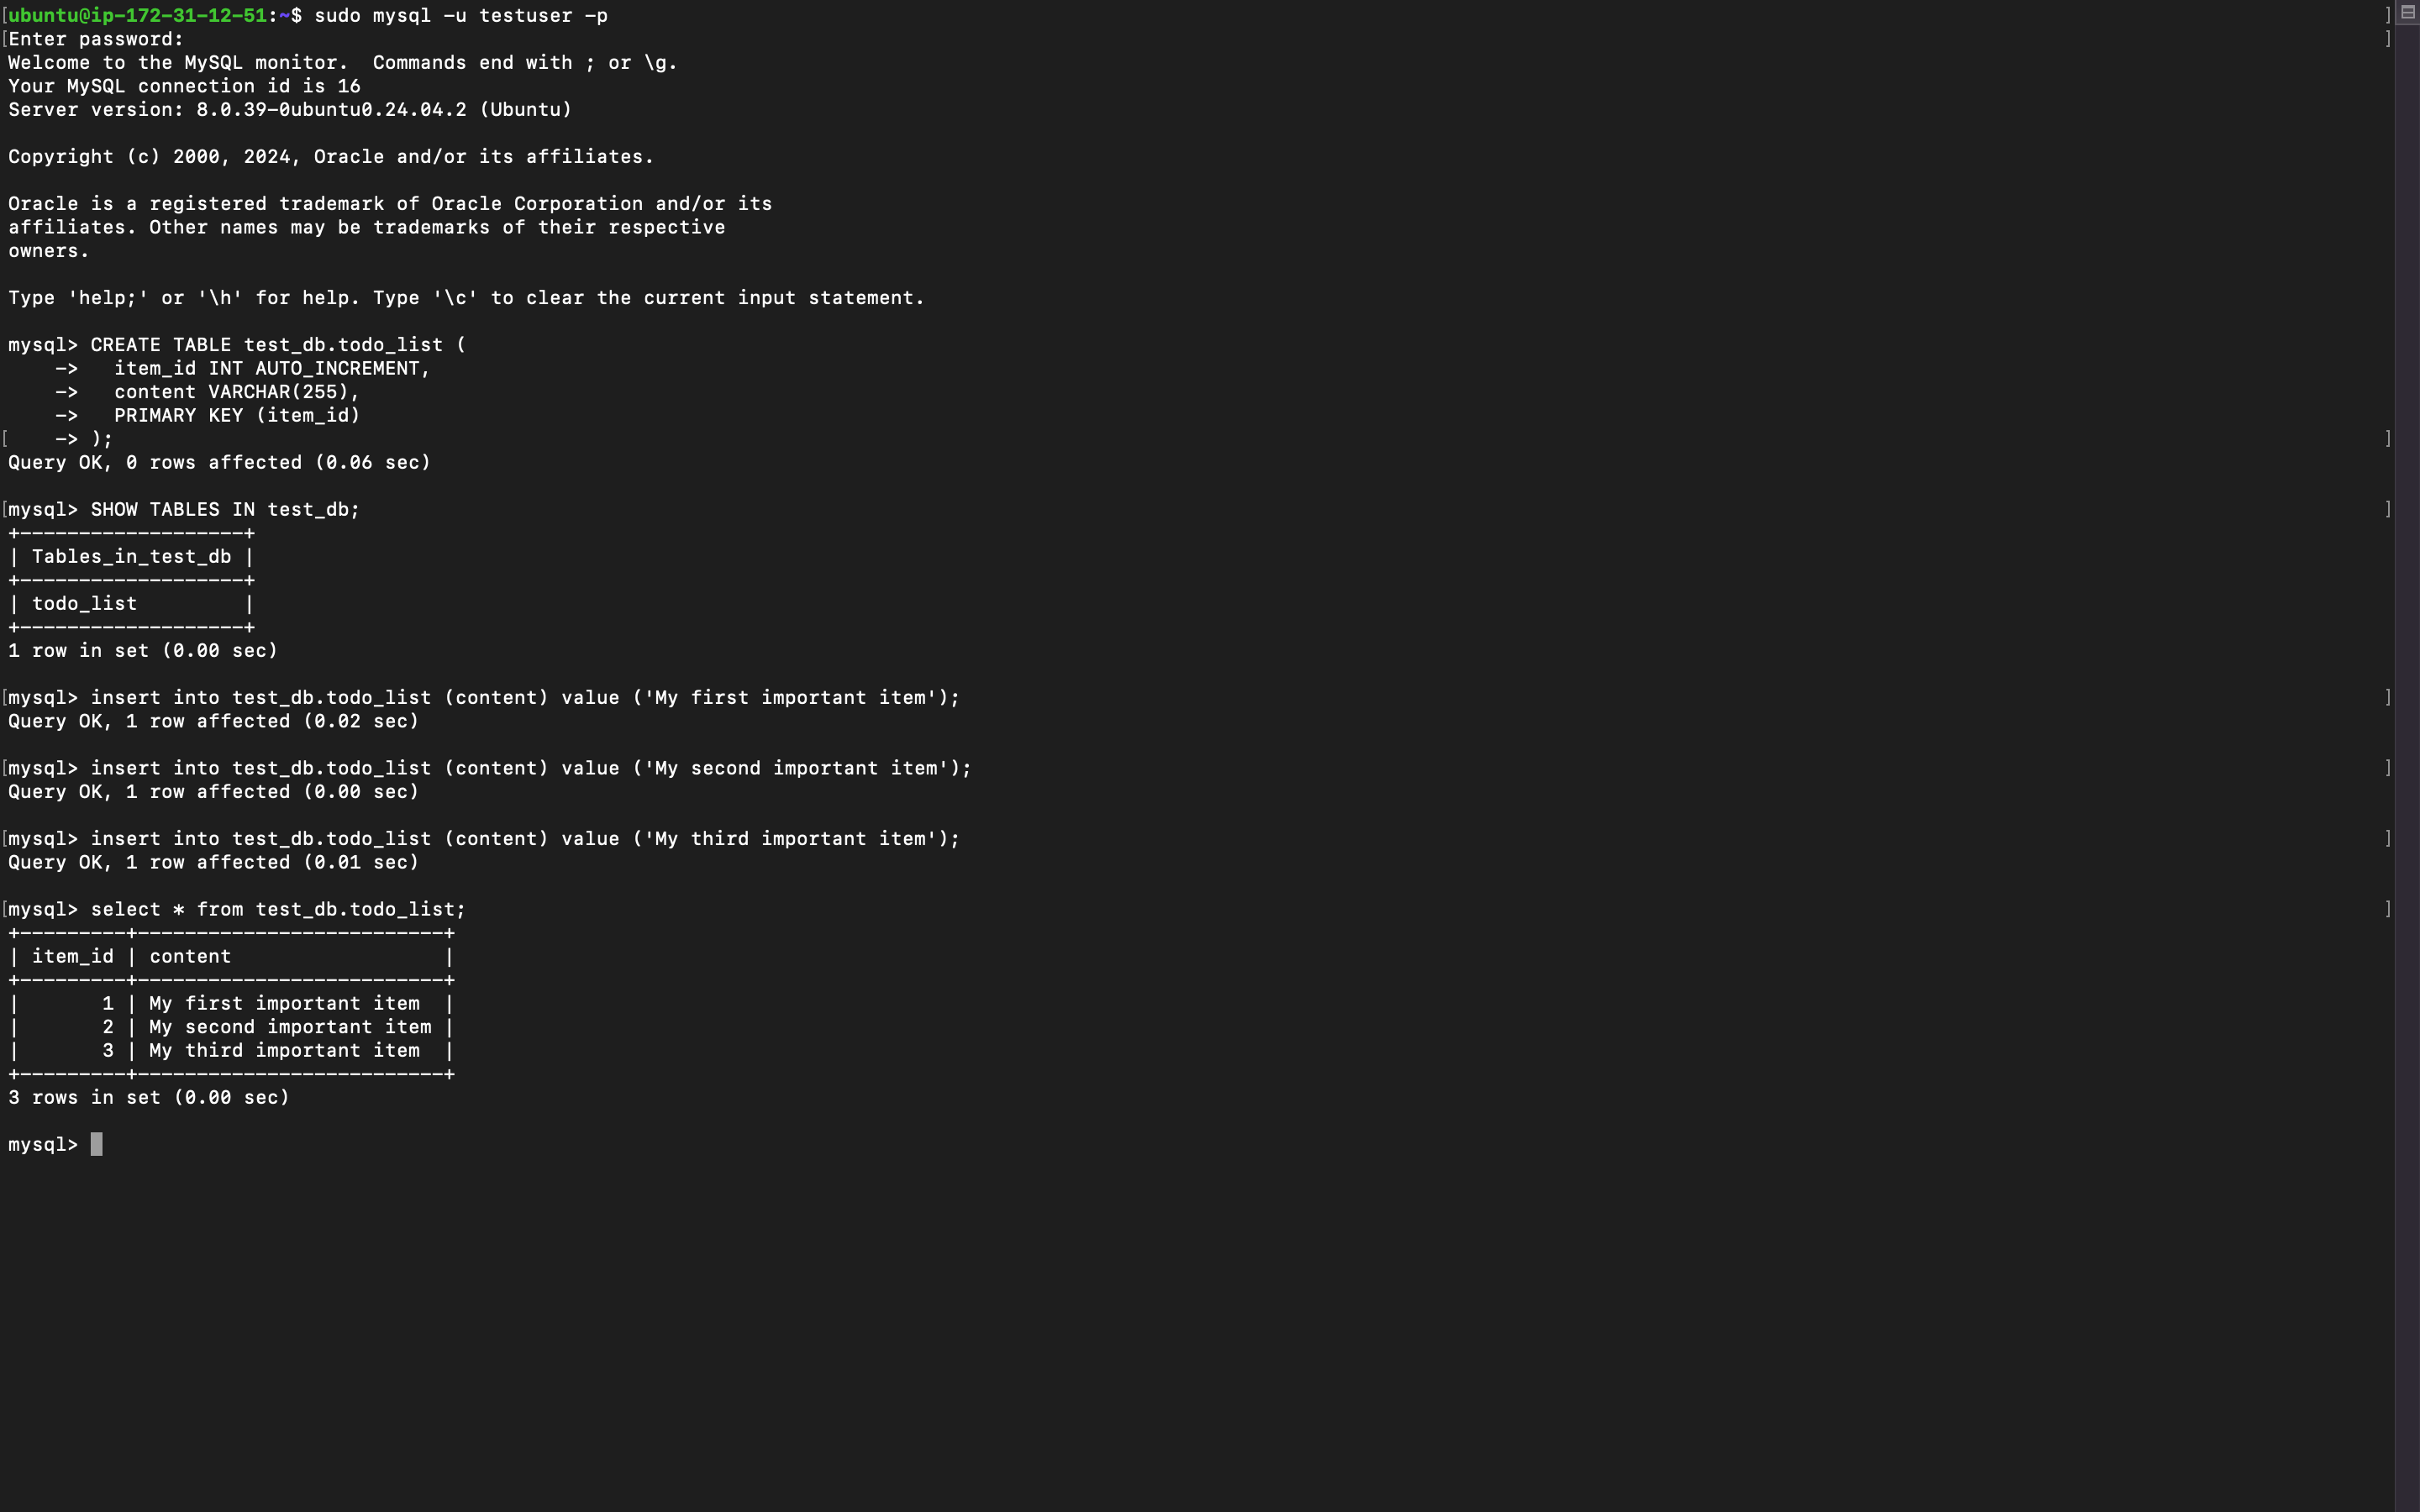 [ubuntu@ip-172-31-12-51:~$ sudo mysql -u testuser -p ]
[Enter password: ]
Welcome to the MySQL monitor.  Commands end with ; or \g.
Your MySQL connection id is 16
Server version: 8.0.39-0ubuntu0.24.04.2 (Ubuntu)

Copyright (c) 2000, 2024, Oracle and/or its affiliates.

Oracle is a registered trademark of Oracle Corporation and/or its
affiliates. Other names may be trademarks of their respective
owners.

Type 'help;' or '\h' for help. Type '\c' to clear the current input statement.

mysql> CREATE TABLE test_db.todo_list (
    ->   item_id INT AUTO_INCREMENT,
    ->   content VARCHAR(255),
    ->   PRIMARY KEY (item_id)
[    -> ); ]
Query OK, 0 rows affected (0.06 sec)

[mysql> SHOW TABLES IN test_db; ]
+-------------------+
| Tables_in_test_db |
+-------------------+
| todo_list         |
+-------------------+
1 row in set (0.00 sec)

[mysql> insert into test_db.todo_list (content) value ('My first important item'); ]
Query OK, 1 row affected (0.02 sec)

[mysql> insert into test_db.todo_list (content) value ('My second important item'); ]
Query OK, 1 row affected (0.00 sec)

[mysql> insert into test_db.todo_list (content) value ('My third important item'); ]
Query OK, 1 row affected (0.01 sec)

[mysql> select * from test_db.todo_list; ]
+---------+--------------------------+
| item_id | content                  |
+---------+--------------------------+
|       1 | My first important item  |
|       2 | My second important item |
|       3 | My third important item  |
+---------+--------------------------+
3 rows in set (0.00 sec)

mysql>